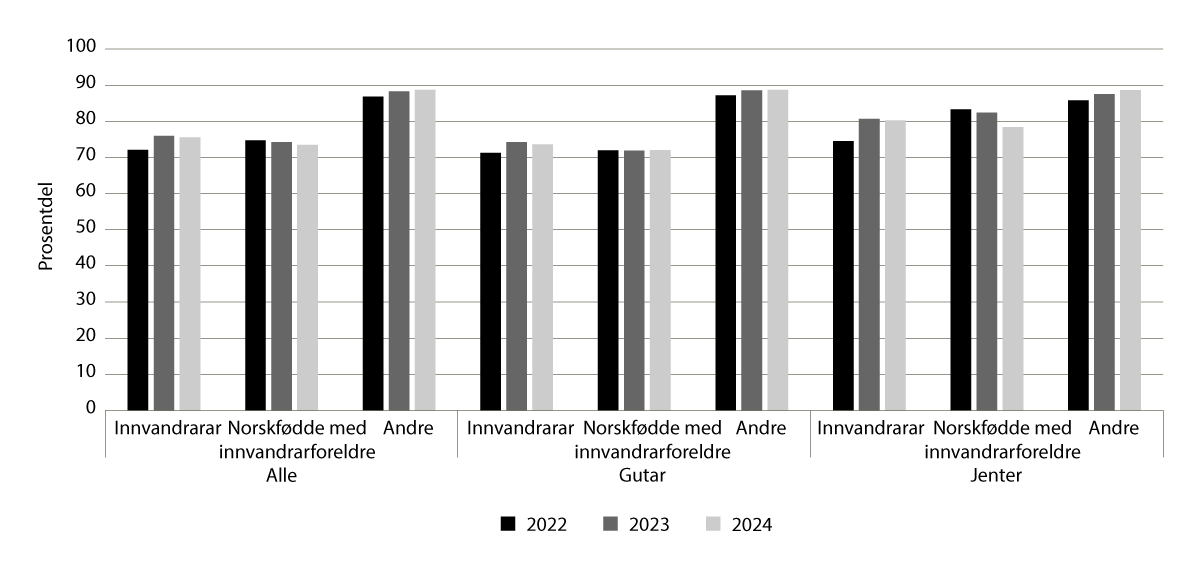 Prosentdel
100
90
80
70
60
50
40
30
20
10
0
Innvandrarar Norskfødde med innvandrarforeldre Andre
Alle
Innvandrarar Norskfødde med innvandrarforeldre Andre
Gutar
Innvandrarar Norskfødde med innvandrarforeldre Andre
Jenter
2022 2023 2024